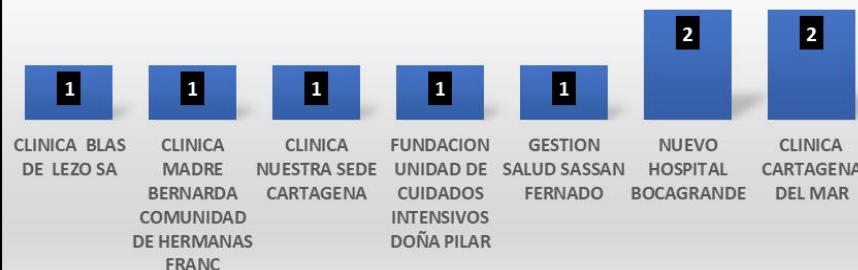 2
2
1
1
1
1
1
CLINICA BLAS
DE LEZO SA
CLINICA
MADRE
BERNARDA
COMUNIDAD
DE HERMANAS
FRANC
CLINICA
NUESTRA SEDE
CARTAGENA
FUNDACION
UNIDAD DE
CUIDADOS
INTENSIVOS
DOÑA PILAR
GESTION
SALUD SASSAN
FERNADO
NUEVO
HOSPITAL
BOCAGRANDE
CLINICA
CARTAGENA
DEL MAR